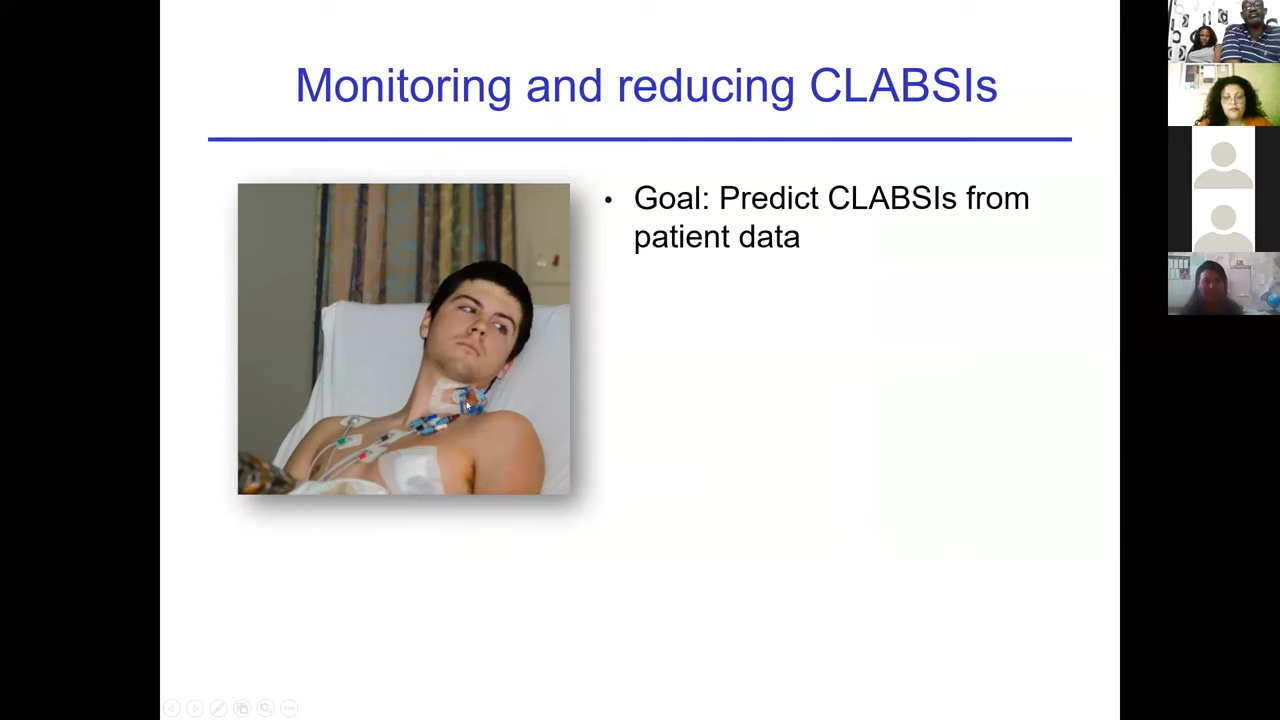 Monitoring and reducing CLABSIs
• Goal: Predict CLABSIs from
patient data